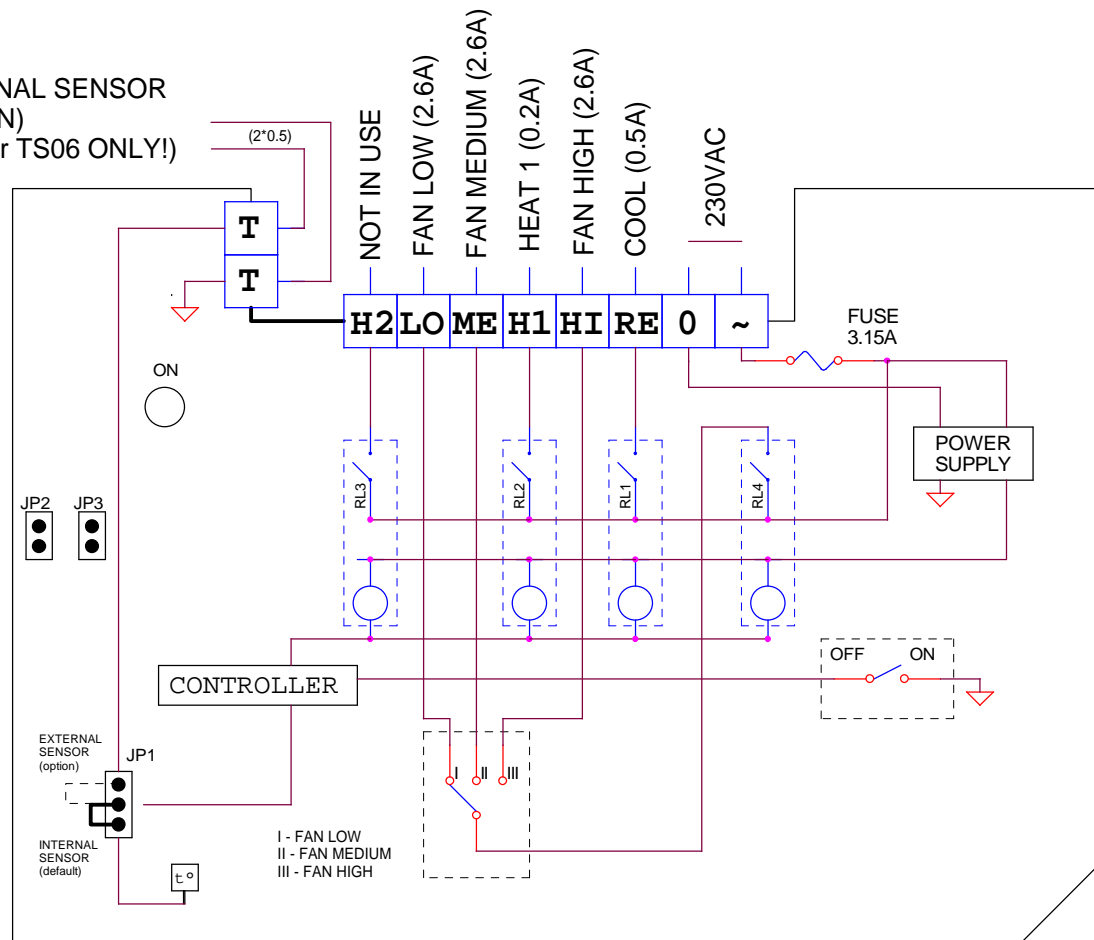 NAL SENSOR
N)
r TS06 ONLY!)
(2*0.5)
NOT IN USE
FAN LOW (2.6A)
FAN MEDIUM (2.6A)
HEAT 1 (0.2A)
FAN HIGH (2.6A)
COOL (0.5A)
230VAC
T
T
H2 LO ME H1 HI RE 0 ~
FUSE
3.15A
ON
POWER
SUPPLY
RL3
RL2
RL1
RL4
JP2
JP3
OFF
ON
CONTROLLER
EXTERNAL
SENSOR
(option)
JP1
I
II
III
INTERNAL
SENSOR
(default)
I - FAN LOW
II - FAN MEDIUM
III - FAN HIGH
t°